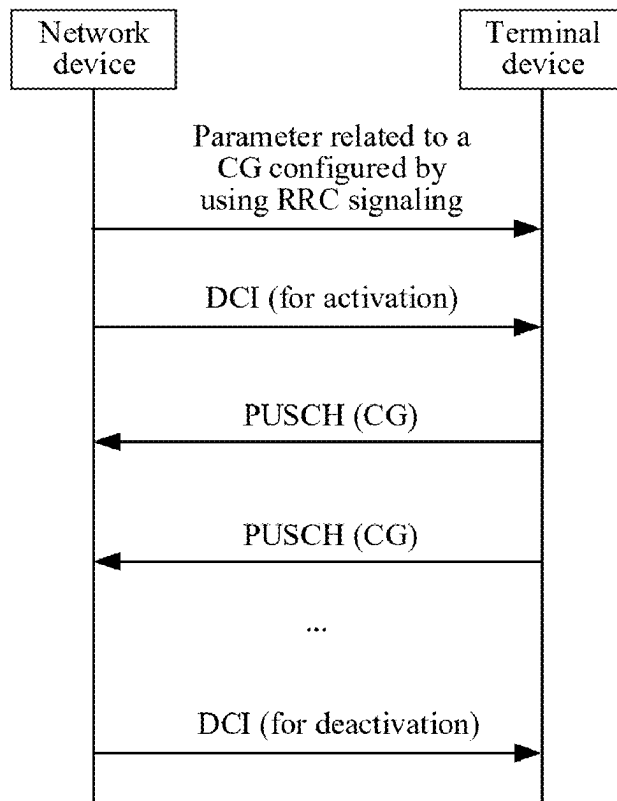 Network
device
Terminal
device
Parameter related to a
CG configured by
using RRC signaling
DCI (for activation)
PUSCH (CG)
PUSCH (CG)
...
DCI (for deactivation)